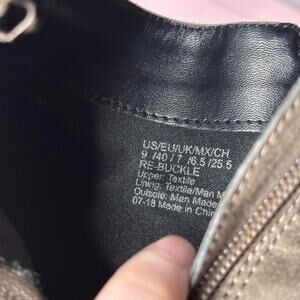 US/EU/UK/MX/CH
9 /40 / 7 /6.5 /25.5
RE-BUCKLE
Upper: Textile
Lining: Textile/Man M
Outsole: Man Made
07-18 Made in China